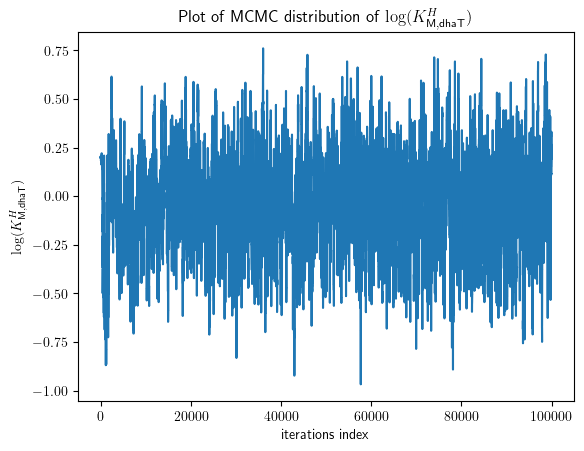 Plot of MCMC distribution of log(K^H_M,dhaT)
0.75
0.50
0.25
0.00
−0.25
−0.50
−0.75
−1.00
log(K^H_M,dhaT)
0 20000 40000 60000 80000 100000
iterations index